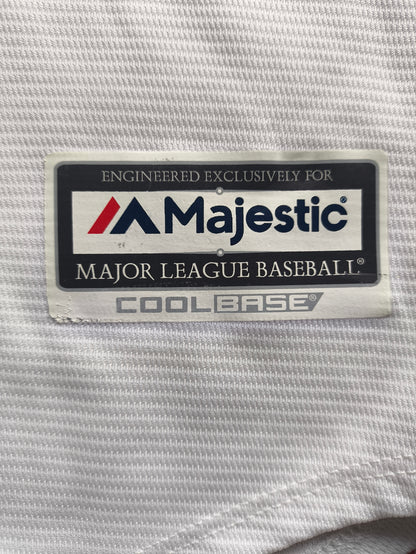 ENGINEERED EXCLUSIVELY FOR
Majestic®
MAJOR LEAGUE BASEBALL®
COOLBASE®